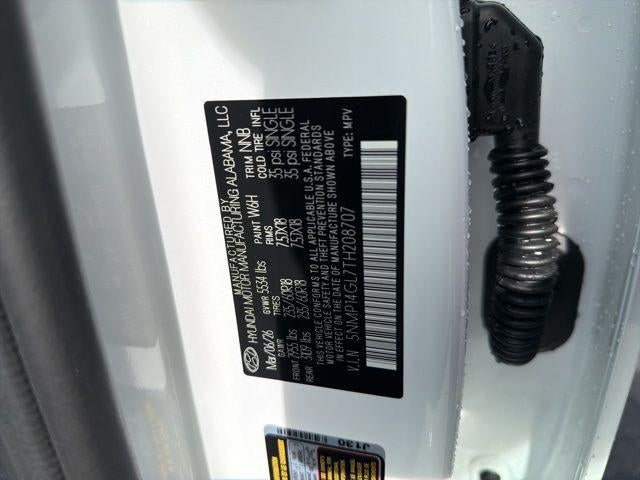 MANUFACTURED BY
HYUNDAI MOTOR MANUFACTURING ALABAMA, LLC
Mar/06/26 PAINT W6H TRIM NNB
GVWR 5534 lbs
GAWR TIRES RIMS COLD TIRE INFL
FRONT lbs 235/60R18 7.5JX18 35 psi SINGLE
REAR lbs 235/60R18 7.5JX18 35 psi SINGLE
THIS VEHICLE CONFORMS TO ALL APPLICABLE U.S.A. FEDERAL
MOTOR VEHICLE SAFETY AND THEFT PREVENTION STANDARDS
IN EFFECT ON THE DATE OF MANUFACTURE SHOWN ABOVE
V.I.N 5NMP14GL7TH208707 TYPE: MPV
J130